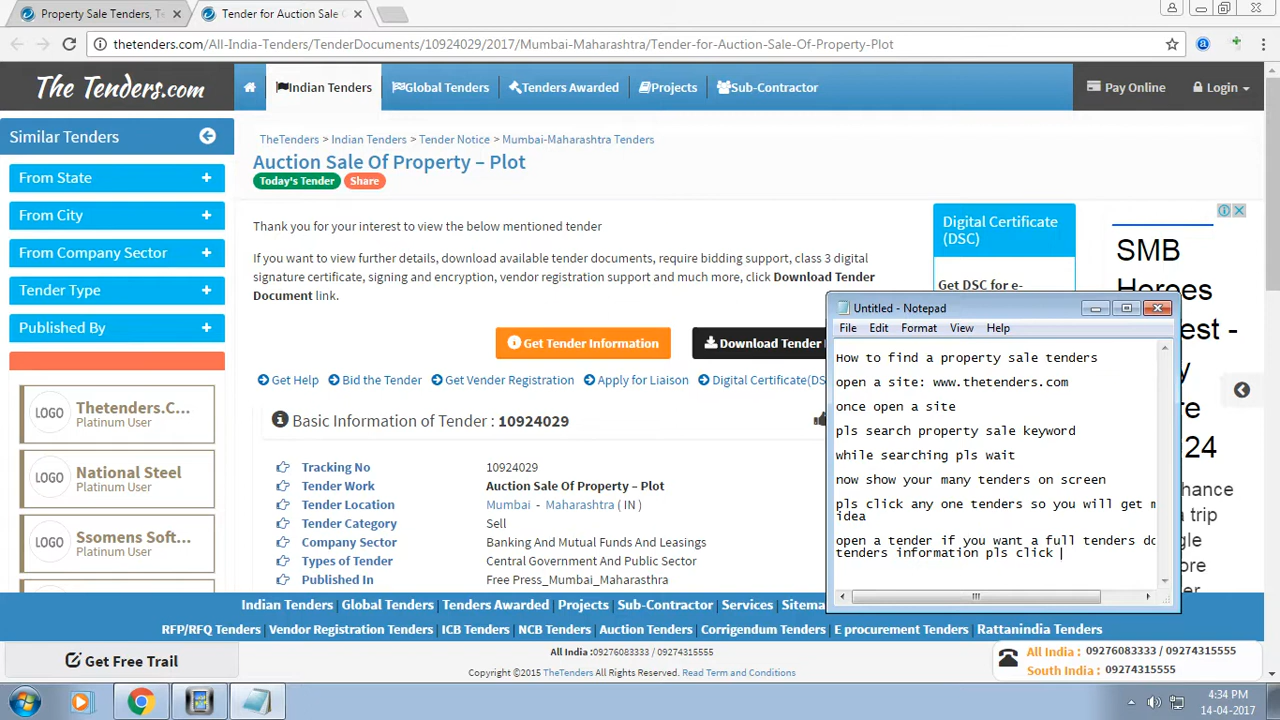 Property Sale Tenders, T
Tender for Auction Sale O
thetenders.com/All-India-Tenders/TenderDocuments/10924029/2017/Mumbai-Maharashtra/Tender-for-Auction-Sale-Of-Property-Plot
The Tenders.com
Indian Tenders
Global Tenders
Tenders Awarded
Projects
Sub-Contractor
Pay Online
Login
Similar Tenders
From State
From City
From Company Sector
Tender Type
Published By
LOGO
Thetenders.C...
Platinum User
LOGO
National Steel
Platinum User
LOGO
Ssomens Soft...
Platinum User
Get Free Trail
TheTenders > Indian Tenders > Tender Notice > Mumbai-Maharashtra Tenders
Auction Sale Of Property – Plot
Today's Tender Share
Thank you for your interest to view the below mentioned tender
If you want to view further details, download available tender documents, require bidding support, class 3 digital
signature certificate, signing and encryption, vendor registration support and much more, click Download Tender
Document link.
Get Tender Information
Download Tender
Get Help
Bid the Tender
Get Vender Registration
Apply for Liaison
Digital Certificate(DS
Basic Information of Tender : 10924029
Tracking No 10924029
Tender Work Auction Sale Of Property – Plot
Tender Location Mumbai - Maharashtra ( IN )
Tender Category Sell
Company Sector Banking And Mutual Funds And Leasings
Types of Tender Central Government And Public Sector
Published In Free Press_Mumbai_Maharasthra
Digital Certificate
(DSC)
Get DSC for e-
SMB
Heroes
est -
y
re
24
hance
a trip
gle
ore
er
Untitled - Notepad
File Edit Format View Help
How to find a property sale tenders
open a site: www.thetenders.com
once open a site
pls search property sale keyword
while searching pls wait
now show your many tenders on screen
pls click any one tenders so you will get m
idea
open a tender if you want a full tenders do
tenders information pls click
Indian Tenders | Global Tenders | Tenders Awarded | Projects | Sub-Contractor | Services | Sitema
RFP/RFQ Tenders | Vendor Registration Tenders | ICB Tenders | NCB Tenders | Auction Tenders | Corrigendum Tenders | E procurement Tenders | Rattanindia Tenders
All India :09276083333 / 09274315555
Copyright ©2015 TheTenders All Rights Reserved. Read Term and Conditions
All India : 09276083333 / 09274315555
South India : 09274315555
4:34 PM
14-04-2017